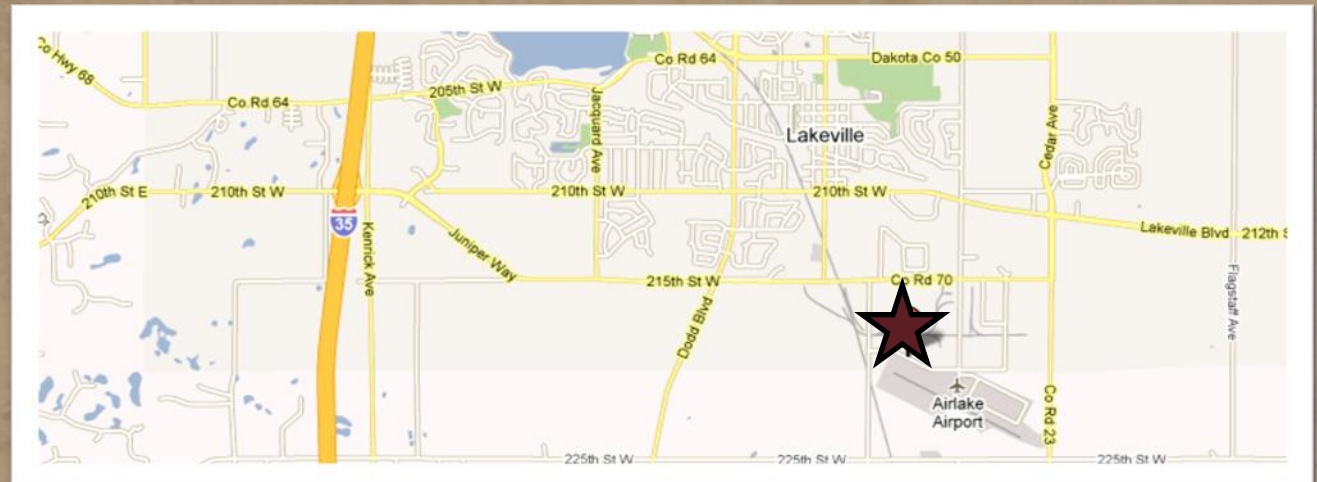 Co Hwy 68
Co Rd 64
205th St W
Co Rd 64
Dakota Co 50
Jacquard Ave
Lakeville
Cedar Ave
210th St E
210th St W
210th St W
210th St W
35
Kenrick Ave
Juniper Way
Lakeville Blvd
212th S
215th St W
Co Rd 70
Dodd Blvd
Flagstaff Ave
Airlake
Airport
Co Rd 23
225th St W
225th St W
225th St W